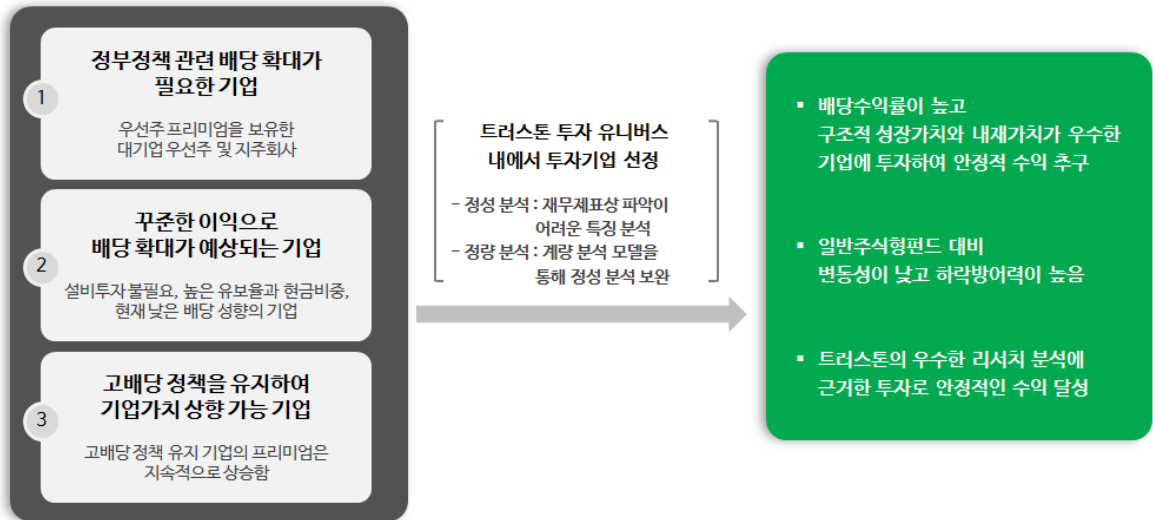 1
정부정책 관련 배당 확대가
필요한 기업
우선주 프리미엄을 보유한
대기업 우선주 및 지주회사
2
꾸준한 이익으로
배당 확대가 예상되는 기업
설비투자 불필요, 높은 유보율과 현금비중,
현재 낮은 배당 성향의 기업
3
고배당 정책을 유지하여
기업가치 상향 가능 기업
고배당 정책 유지 기업의 프리미엄은
지속적으로 상승함
트러스톤 투자 유니버스
내에서 투자기업 선정
- 정성 분석 : 재무제표상 파악이
어려운 특징 분석
- 정량 분석 : 계량 분석 모델을
통해 정성 분석 보완
▪ 배당수익률이 높고
구조적 성장가치와 내재가치가 우수한
기업에 투자하여 안정적 수익 추구
▪ 일반주식형펀드 대비
변동성이 낮고 하락방어력이 높음
▪ 트러스톤의 우수한 리서치 분석에
근거한 투자로 안정적인 수익 달성